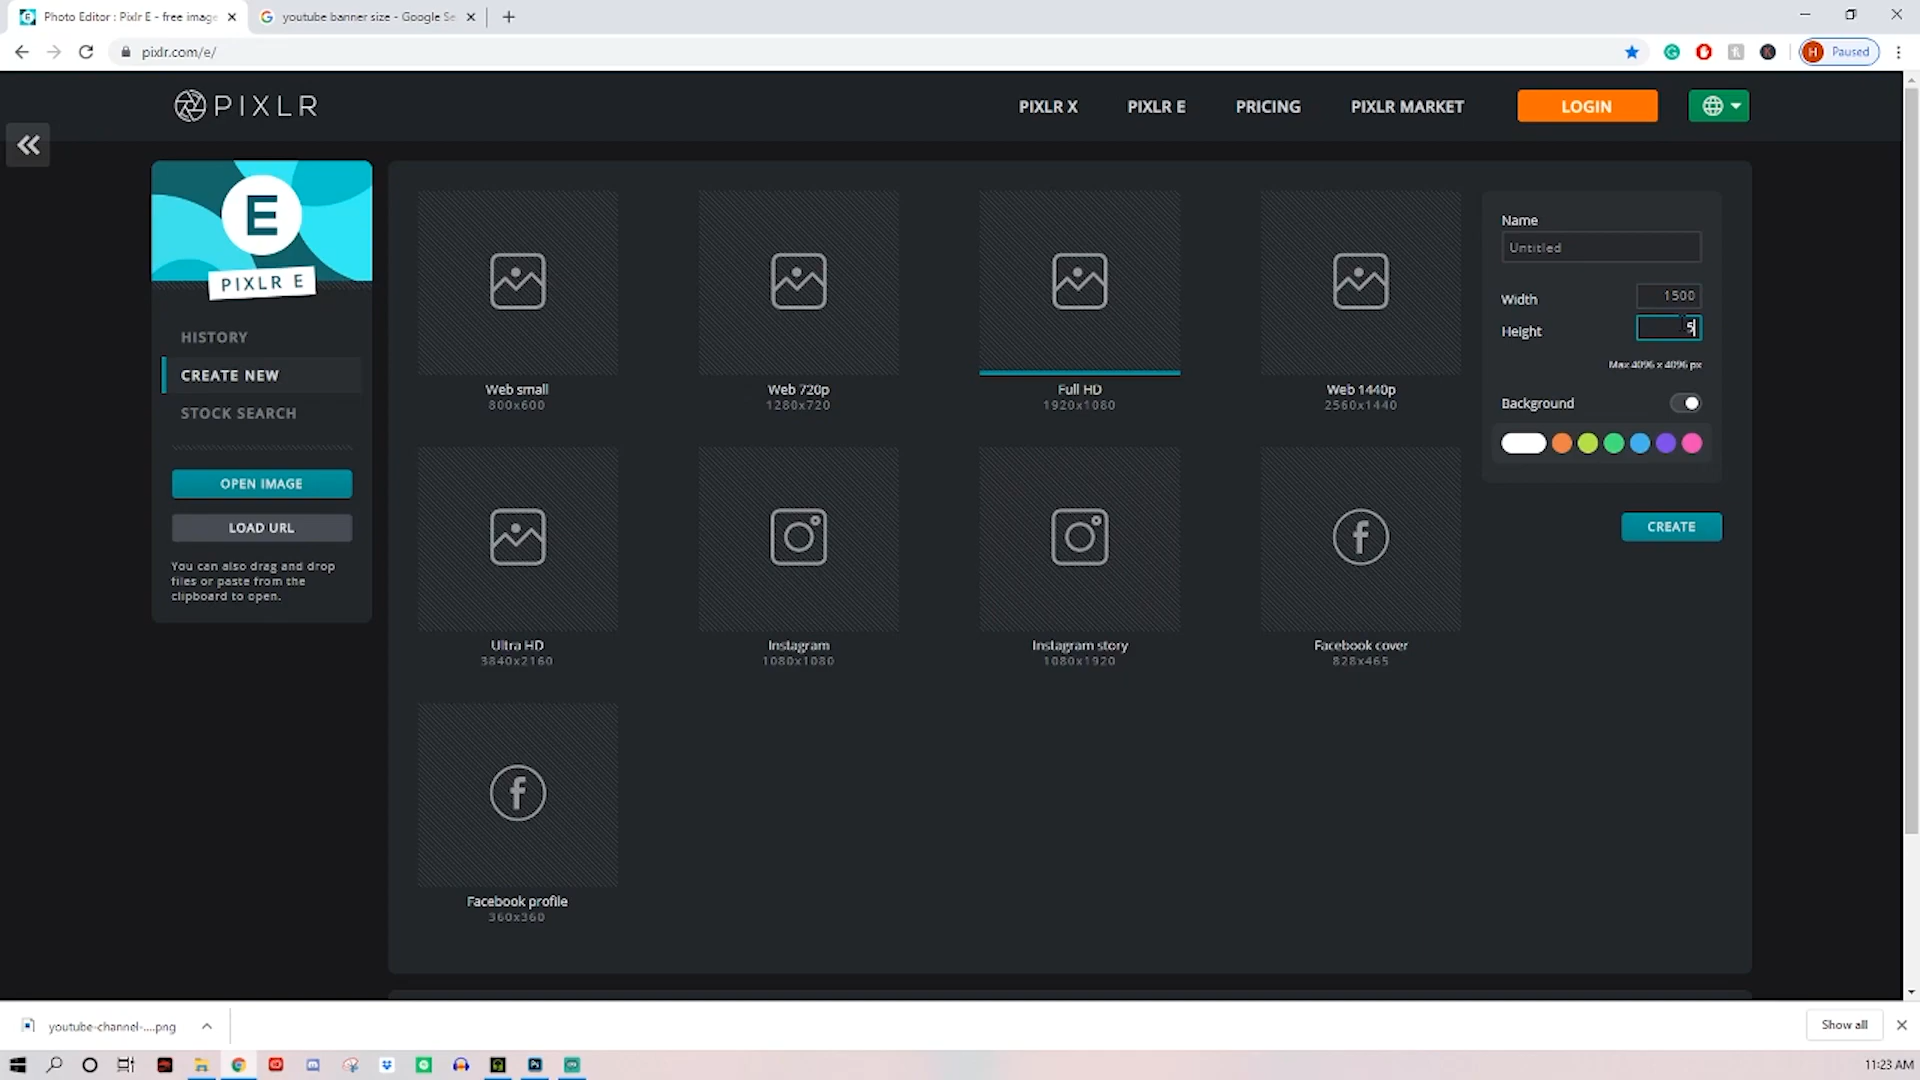 Photo Editor : Pixlr E - free image
youtube banner size - Google Se
pixlr.com/e/
H Paused
PIXLR
PIXLR X
PIXLR E
PRICING
PIXLR MARKET
LOGIN
E
PIXLR E
HISTORY
CREATE NEW
STOCK SEARCH
OPEN IMAGE
LOAD URL
You can also drag and drop
files or paste from the
clipboard to open.
Web small
800x600
Web 720p
1280x720
Full HD
1920x1080
Web 1440p
2560x1440
Ultra HD
3840x2160
Instagram
1080x1080
Instagram story
1080x1920
Facebook cover
828x465
Facebook profile
360x360
Name
Untitled
Width
1500
Height
5
Max 4096 x 4096 px
Background
CREATE
youtube-channel-....png
Show all
11:23 AM